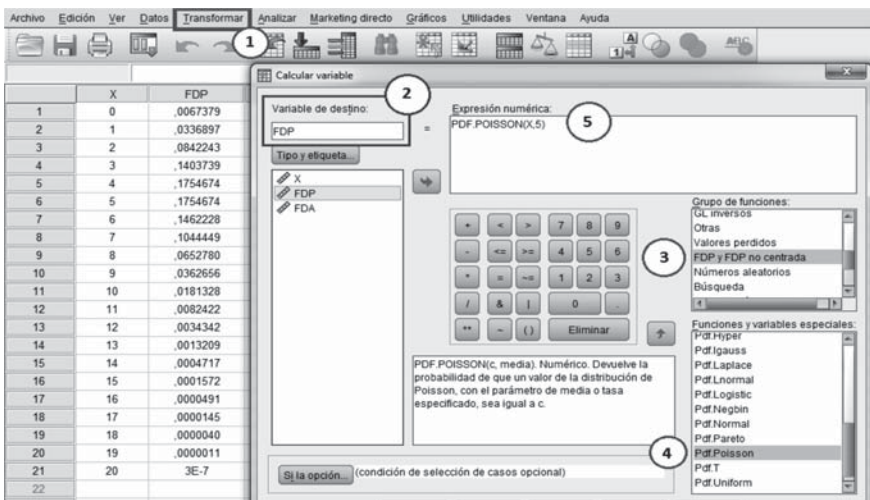 Archivo Edición Ver Datos Transformar Analizar Marketing directo Gráficos Utilidades Ventana Ayuda
1
Calcular variable
X FDP
1 0 ,0067379
2 1 ,0336897
3 2 ,0842243
4 3 ,1403739
5 4 ,1754674
6 5 ,1754674
7 6 ,1462228
8 7 ,1044449
9 8 ,0652780
10 9 ,0362656
11 10 ,0181328
12 11 ,0082422
13 12 ,0034342
14 13 ,0013209
15 14 ,0004717
16 15 ,0001572
17 16 ,0000491
18 17 ,0000145
19 18 ,0000040
20 19 ,0000011
21 20 3E-7
22
Variable de destino:
2
FDP
=
Tipo y etiqueta...
X
FDP
FDA
Expresión numérica:
PDF.POISSON(X,5)
5
+ < > 7 8 9
- <= >= 4 5 6
* = ~= 1 2 3
/ & | 0 .
** ~ ( ) Eliminar
3
Grupo de funciones:
GL inversos
Otras
Valores perdidos
FDP y FDP no centrada
Números aleatorios
Búsqueda
PDF.POISSON(c, media). Numérico. Devuelve la
probabilidad de que un valor de la distribución de
Poisson, con el parámetro de media o tasa
especificado, sea igual a c.
4
Funciones y variables especiales:
Pdf.Hyper
Pdf.Igauss
Pdf.Laplace
Pdf.Lnormal
Pdf.Logistic
Pdf.Negbin
Pdf.Normal
Pdf.Pareto
Pdf.Poisson
Pdf.T
Pdf.Uniform
Si la opción... (condición de selección de casos opcional)